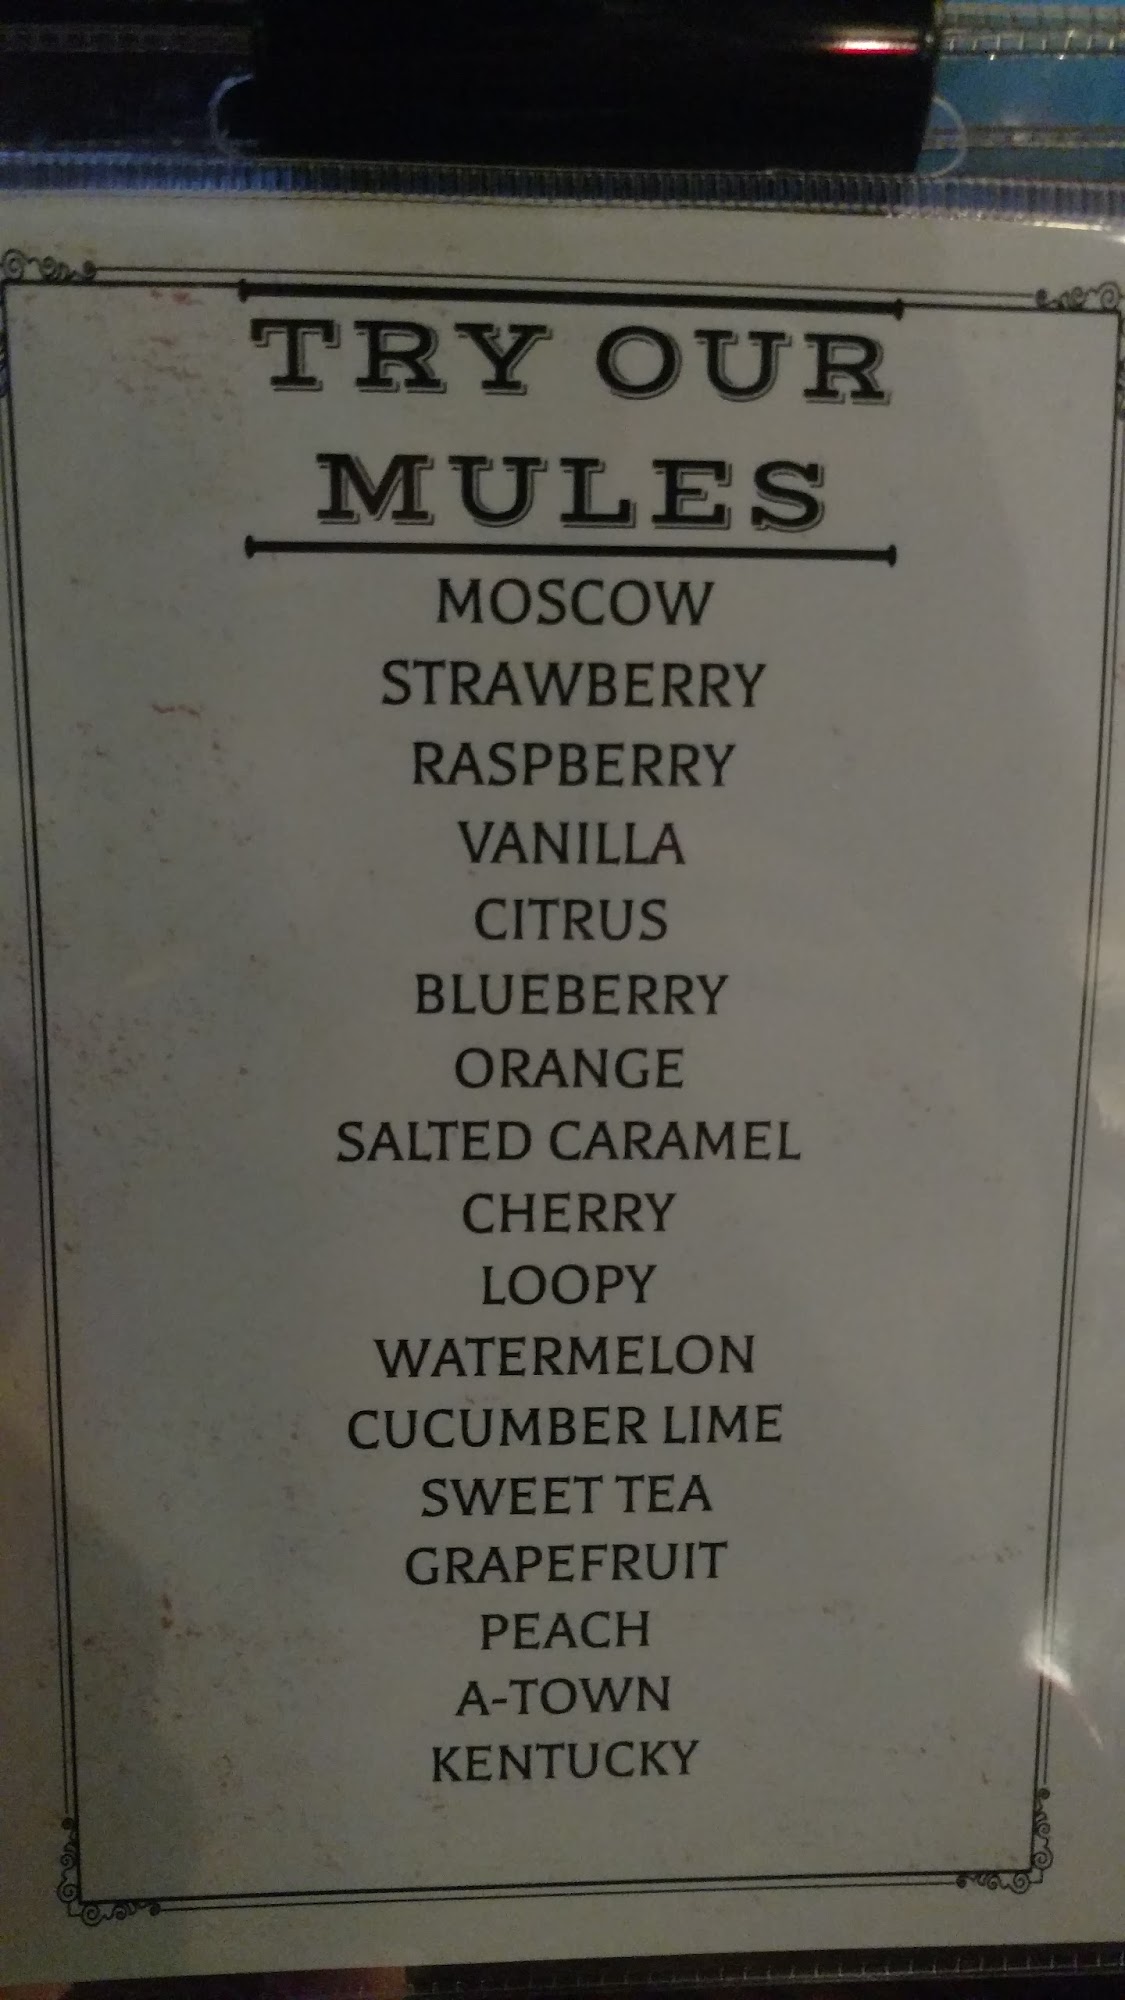 TRY OUR
MULES
MOSCOW
STRAWBERRY
RASPBERRY
VANILLA
CITRUS
BLUEBERRY
ORANGE
SALTED CARAMEL
CHERRY
LOOPY
WATERMELON
CUCUMBER LIME
SWEET TEA
GRAPEFRUIT
PEACH
A-TOWN
KENTUCKY